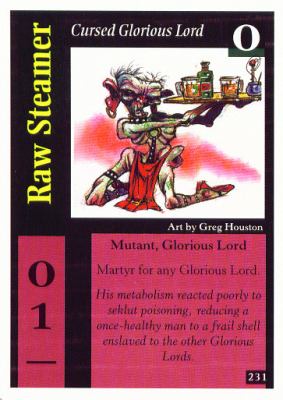 Raw Steamer
Cursed Glorious Lord
0
Art by Greg Houston
0
1
—
Mutant, Glorious Lord
Martyr for any Glorious Lord.
His metabolism reacted poorly to
seklut poisoning, reducing a
once-healthy man to a frail shell
enslaved to the other Glorious
Lords.
231